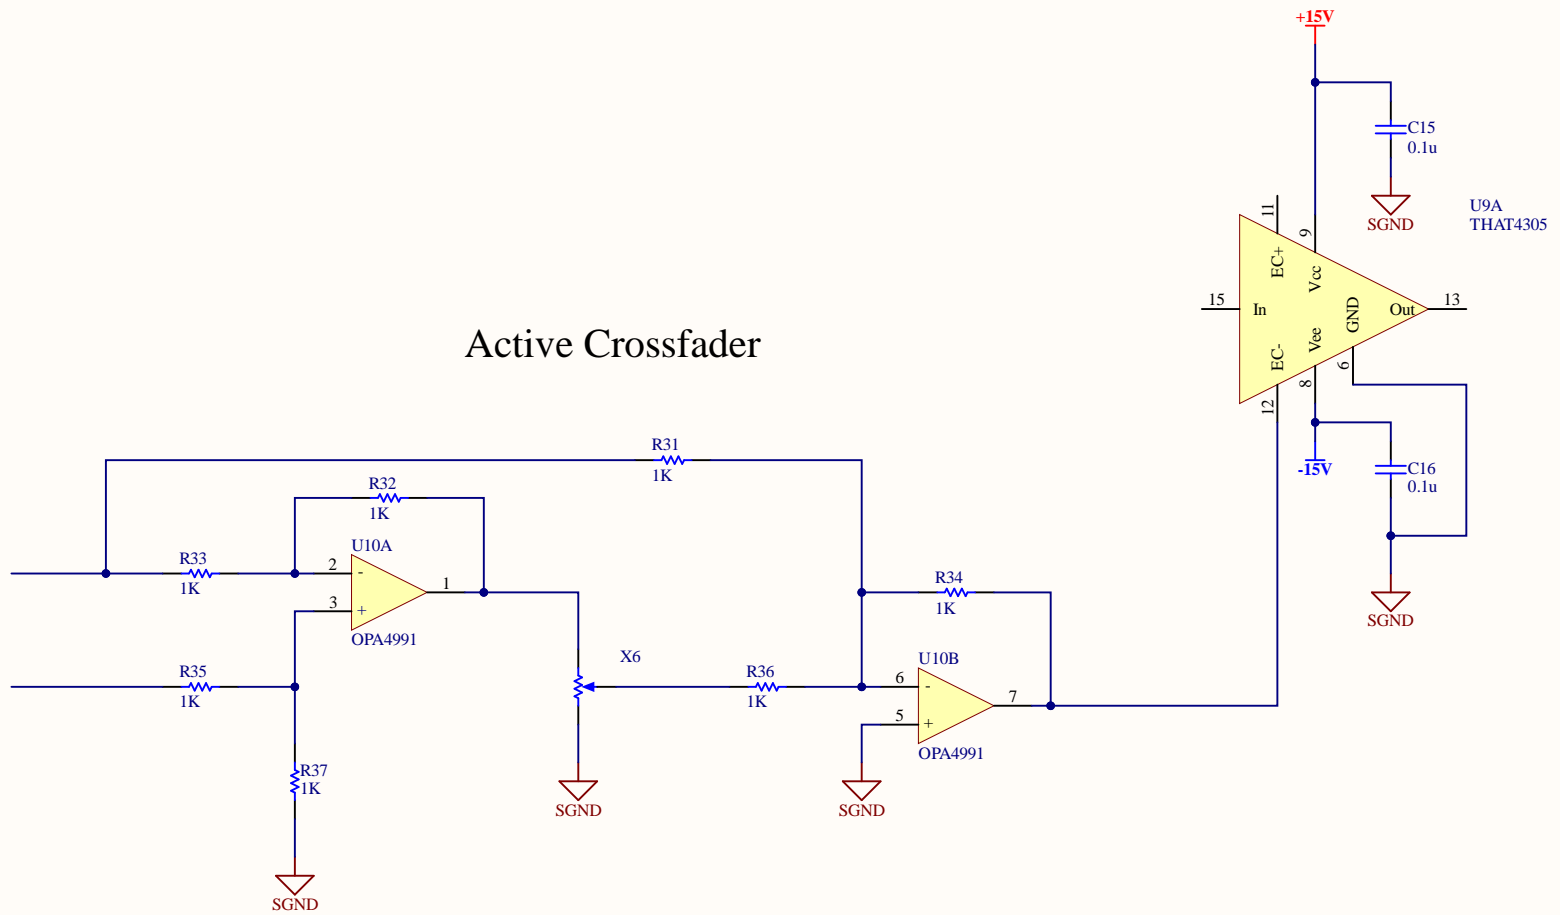 +15V
C15
0.1u
SGND
U9A
THAT4305
11
EC+
9
Vcc
15
In
GND
Out
13
Vee
EC-
6
8
12
-15V
C16
0.1u
SGND
Active Crossfader
R31
1K
R32
1K
U10A
R33
1K
2
-
1
3
+
OPA4991
R34
1K
R35
1K
X6
R36
1K
U10B
6
-
7
5
+
OPA4991
R37
1K
SGND
SGND
SGND